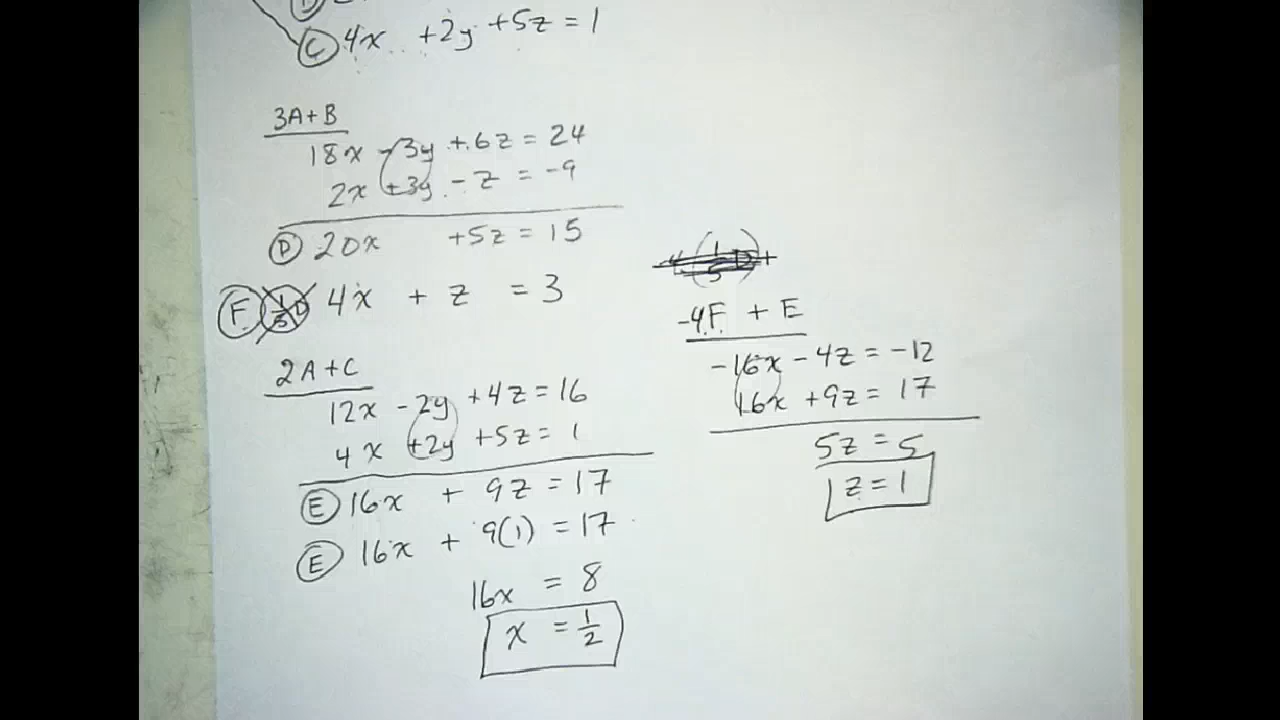 Ⓒ 4x +2y +5z = 1
3A+B
18x - 3y + 6z = 24
2x +3y - z = -9
Ⓓ 20x +5z = 15
Ⓕ 4x + z = 3
2A+C
12x - 2y +4z = 16
4x +2y +5z = 1
Ⓔ 16x + 9z = 17
Ⓔ 16x + 9(1) = 17
16x = 8
x = 1/2
-4F + E
-16x - 4z = -12
16x +9z = 17
5z = 5
z = 1